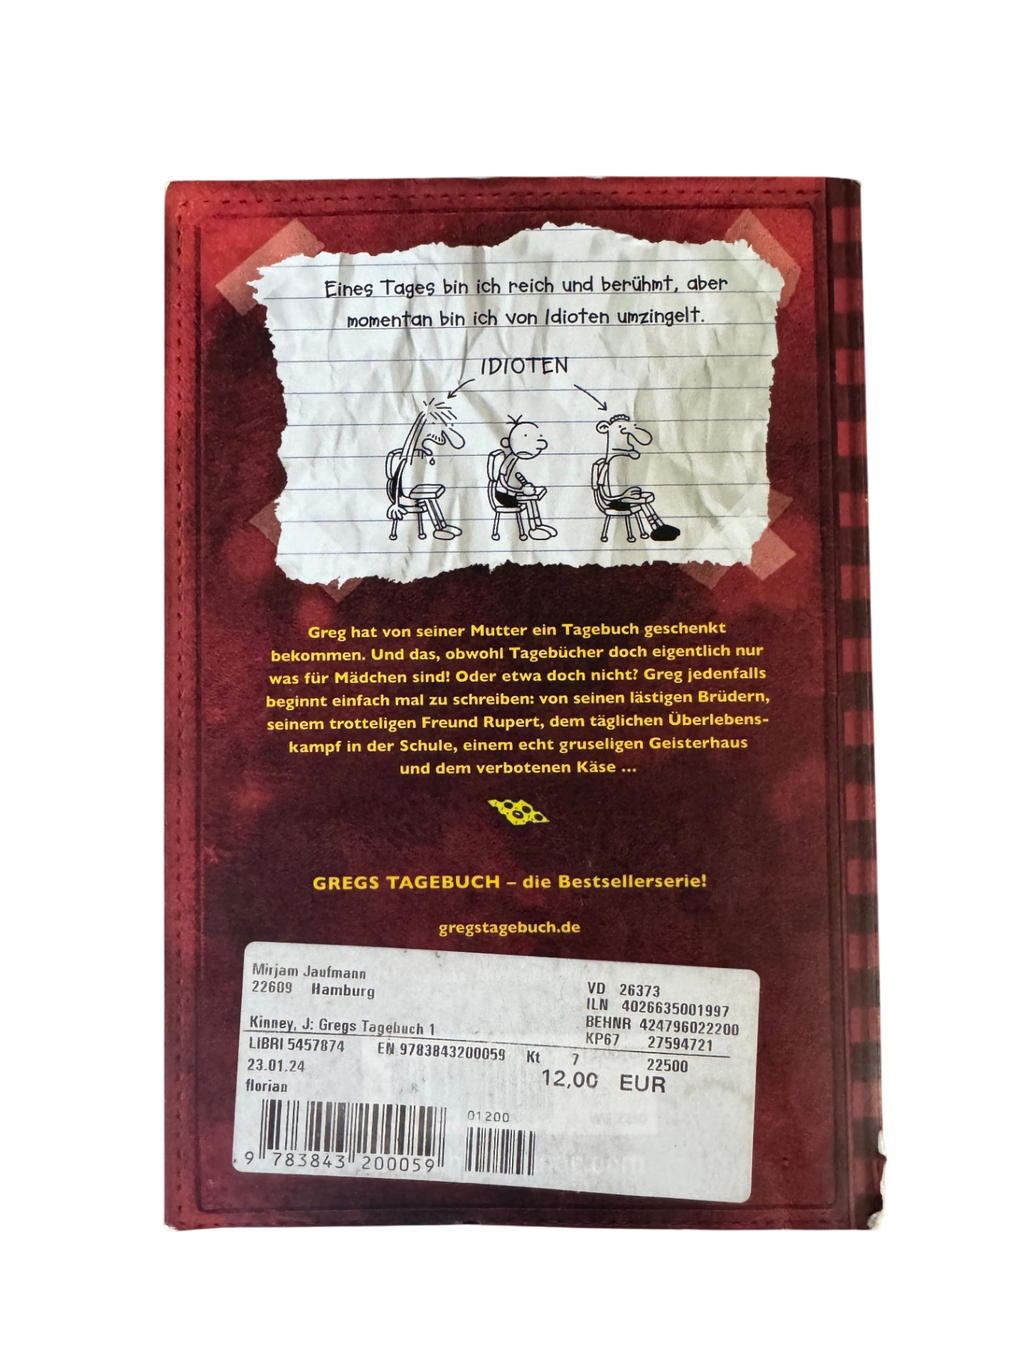 Eines Tages bin ich reich und berühmt, aber
momentan bin ich von Idioten umzingelt.
IDIOTEN
Greg hat von seiner Mutter ein Tagebuch geschenkt
bekommen. Und das, obwohl Tagebücher doch eigentlich nur
was für Mädchen sind! Oder etwa doch nicht? Greg jedenfalls
beginnt einfach mal zu schreiben: von seinen lästigen Brüdern,
seinem trotteligen Freund Rupert, dem täglichen Überlebens-
kampf in der Schule, einem echt gruseligen Geisterhaus
und dem verbotenen Käse ...
GREGS TAGEBUCH – die Bestsellerserie!
gregstagebuch.de
Mirjam Jaufmann
22609 Hamburg
VD 26373
ILN 4026635001997
BEHNR 424796022200
KP67 27594721
Kinney, J: Gregs Tagebuch 1
LIBRI 5457874 EN 9783843200059 Kt 7 22500
23.01.24 12,00 EUR
florian
01200
9 783843 200059